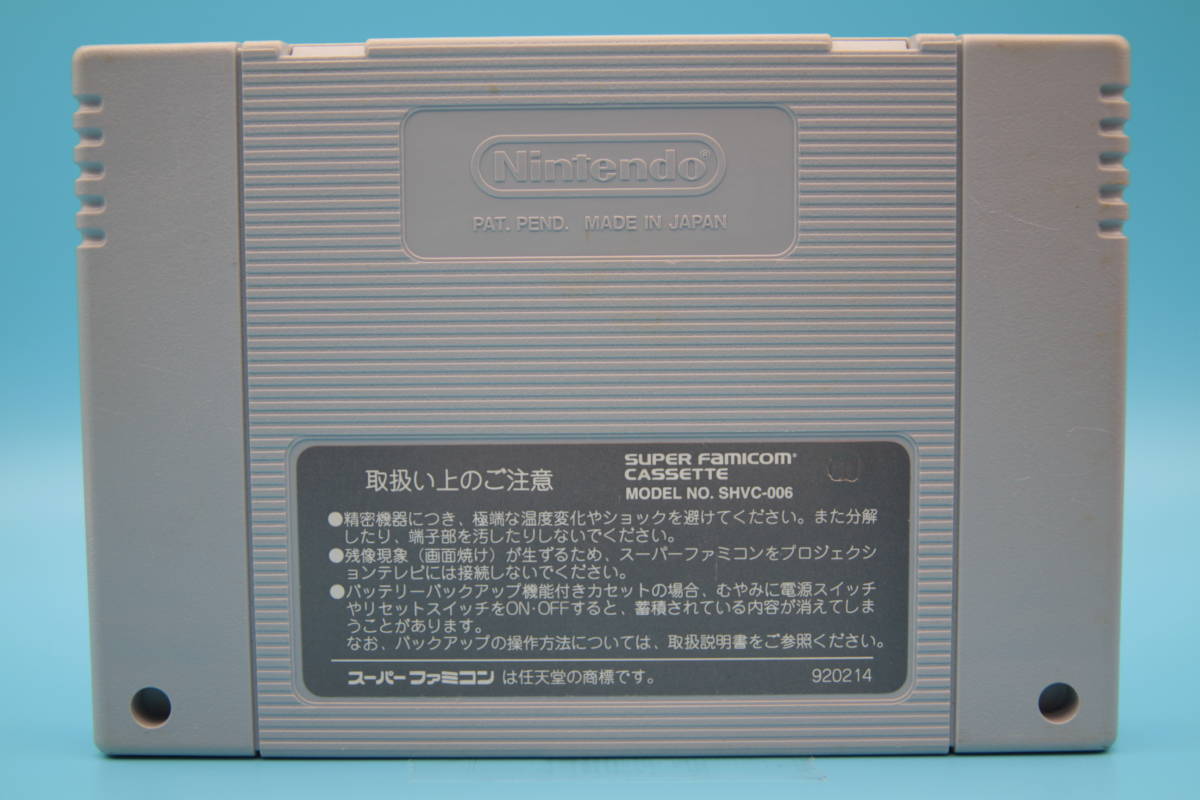 Nintendo®
PAT. PEND. MADE IN JAPAN
取扱い上のご注意
SUPER FAMICOM®
CASSETTE
MODEL NO. SHVC-006
●精密機器につき、極端な温度変化やショックを避けてください。また分解
したり、端子部を汚したりしないでください。
●残像現象（画面焼け）が生ずるため、スーパーファミコンをプロジェクシ
ョンテレビには接続しないでください。
●バッテリーバックアップ機能付きカセットの場合、むやみに電源スイッチ
やリセットスイッチをON·OFFすると、蓄積されている内容が消えてしま
うことがあります。
なお、バックアップの操作方法については、取扱説明書をご参照ください。
スーパーファミコン は任天堂の商標です。
920214